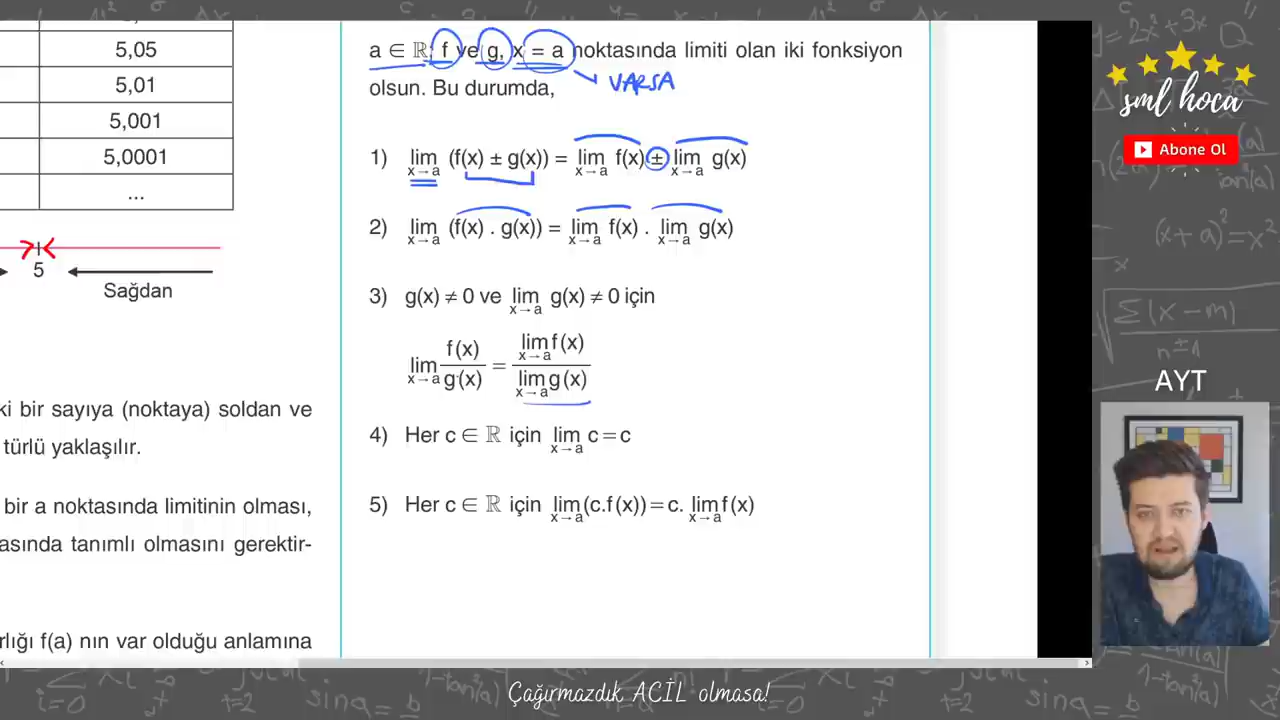 5,05
5,01
5,001
5,0001
...
5
Sağdan
ki bir sayıya (noktaya) soldan ve
türlü yaklaşılır.
bir a noktasında limitinin olması,
asında tanımlı olmasını gerektir-
rlığı f(a) nın var olduğu anlamına
a ∈ ℝ, f ve g, x = a noktasında limiti olan iki fonksiyon
VARSA
olsun. Bu durumda,
1) lim x→a (f(x) ± g(x)) = lim x→a f(x) ± lim x→a g(x)
2) lim x→a (f(x) . g(x)) = lim x→a f(x) . lim x→a g(x)
3) g(x) ≠ 0 ve lim x→a g(x) ≠ 0 için
lim x→a f(x)/g(x) = lim x→a f(x) / lim x→a g(x)
4) Her c ∈ ℝ için lim x→a c = c
5) Her c ∈ ℝ için lim x→a (c.f(x)) = c. lim x→a f(x)
sml hoca
Abone Ol
AYT
Çağırmazdık ACİL olmasa!